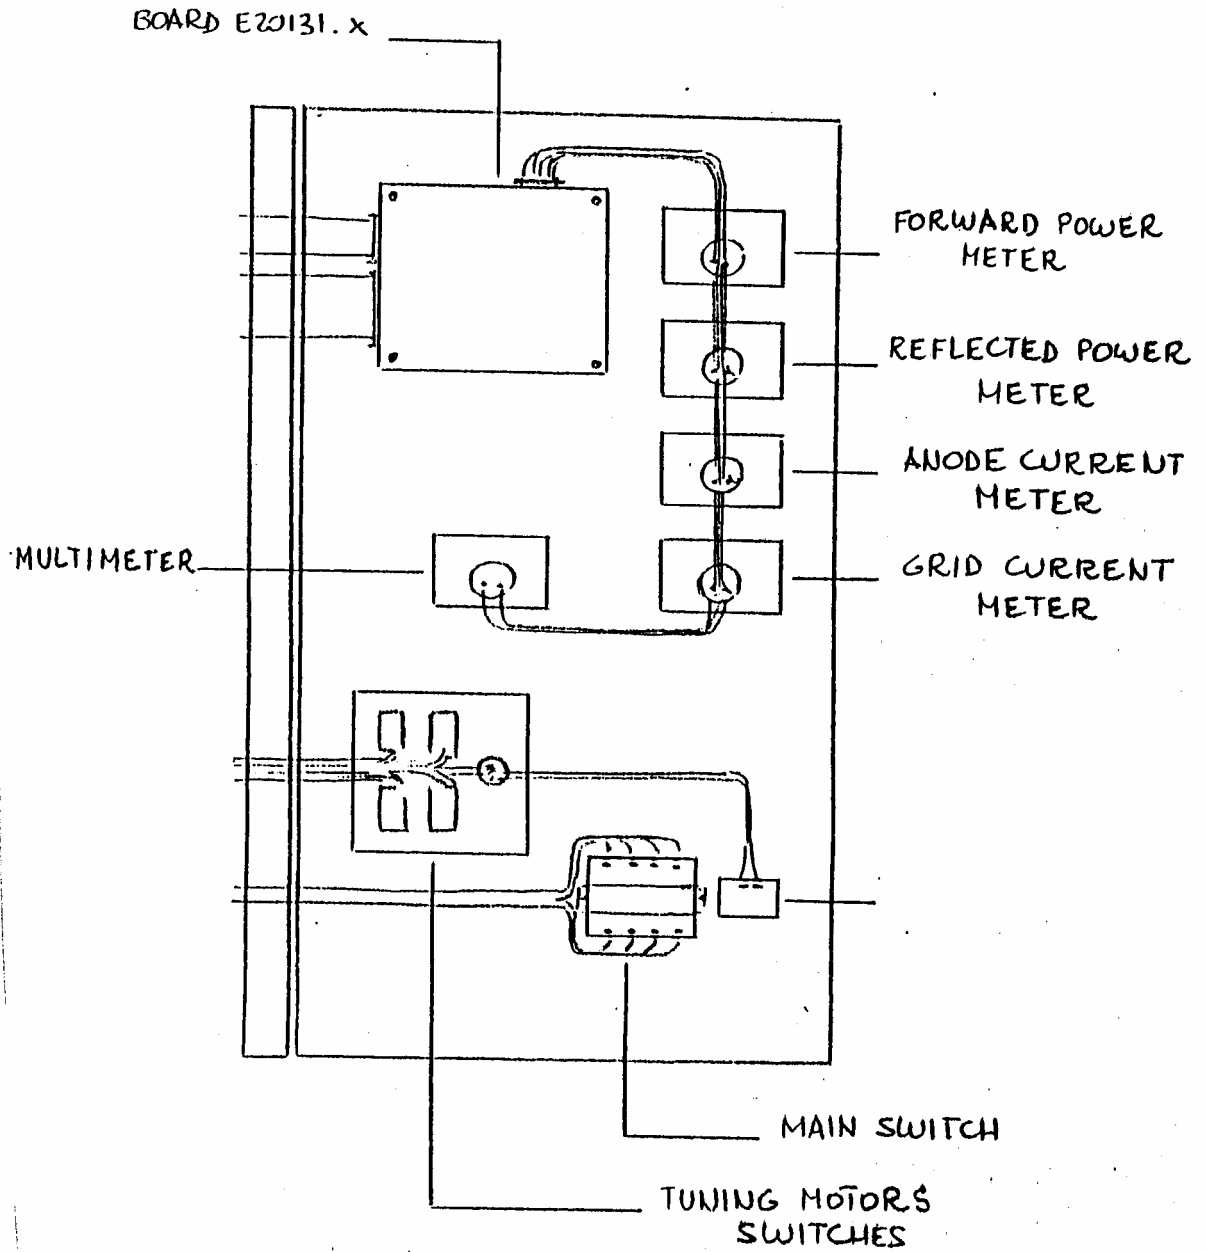 BOARD E20131.x
FORWARD POWER
METER
REFLECTED POWER
METER
ANODE CURRENT
METER
MULTIMETER
GRID CURRENT
METER
MAIN SWITCH
TUNING MOTORS
SWITCHES